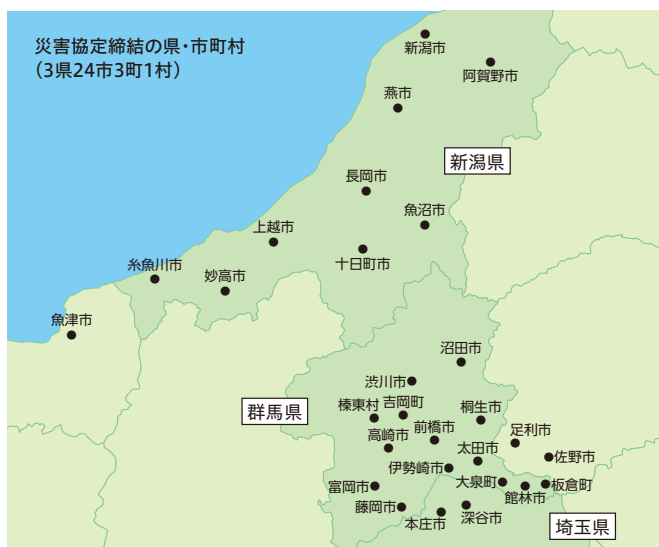 災害協定締結の県・市町村
（3県24市3町1村）
新潟市
阿賀野市
燕市
新潟県
長岡市
魚沼市
上越市
十日町市
糸魚川市
妙高市
魚津市
沼田市
渋川市
群馬県
榛東村
吉岡町
桐生市
前橋市
足利市
高崎市
太田市
佐野市
伊勢崎市
大泉町
板倉町
富岡市
館林市
藤岡市
本庄市
深谷市
埼玉県